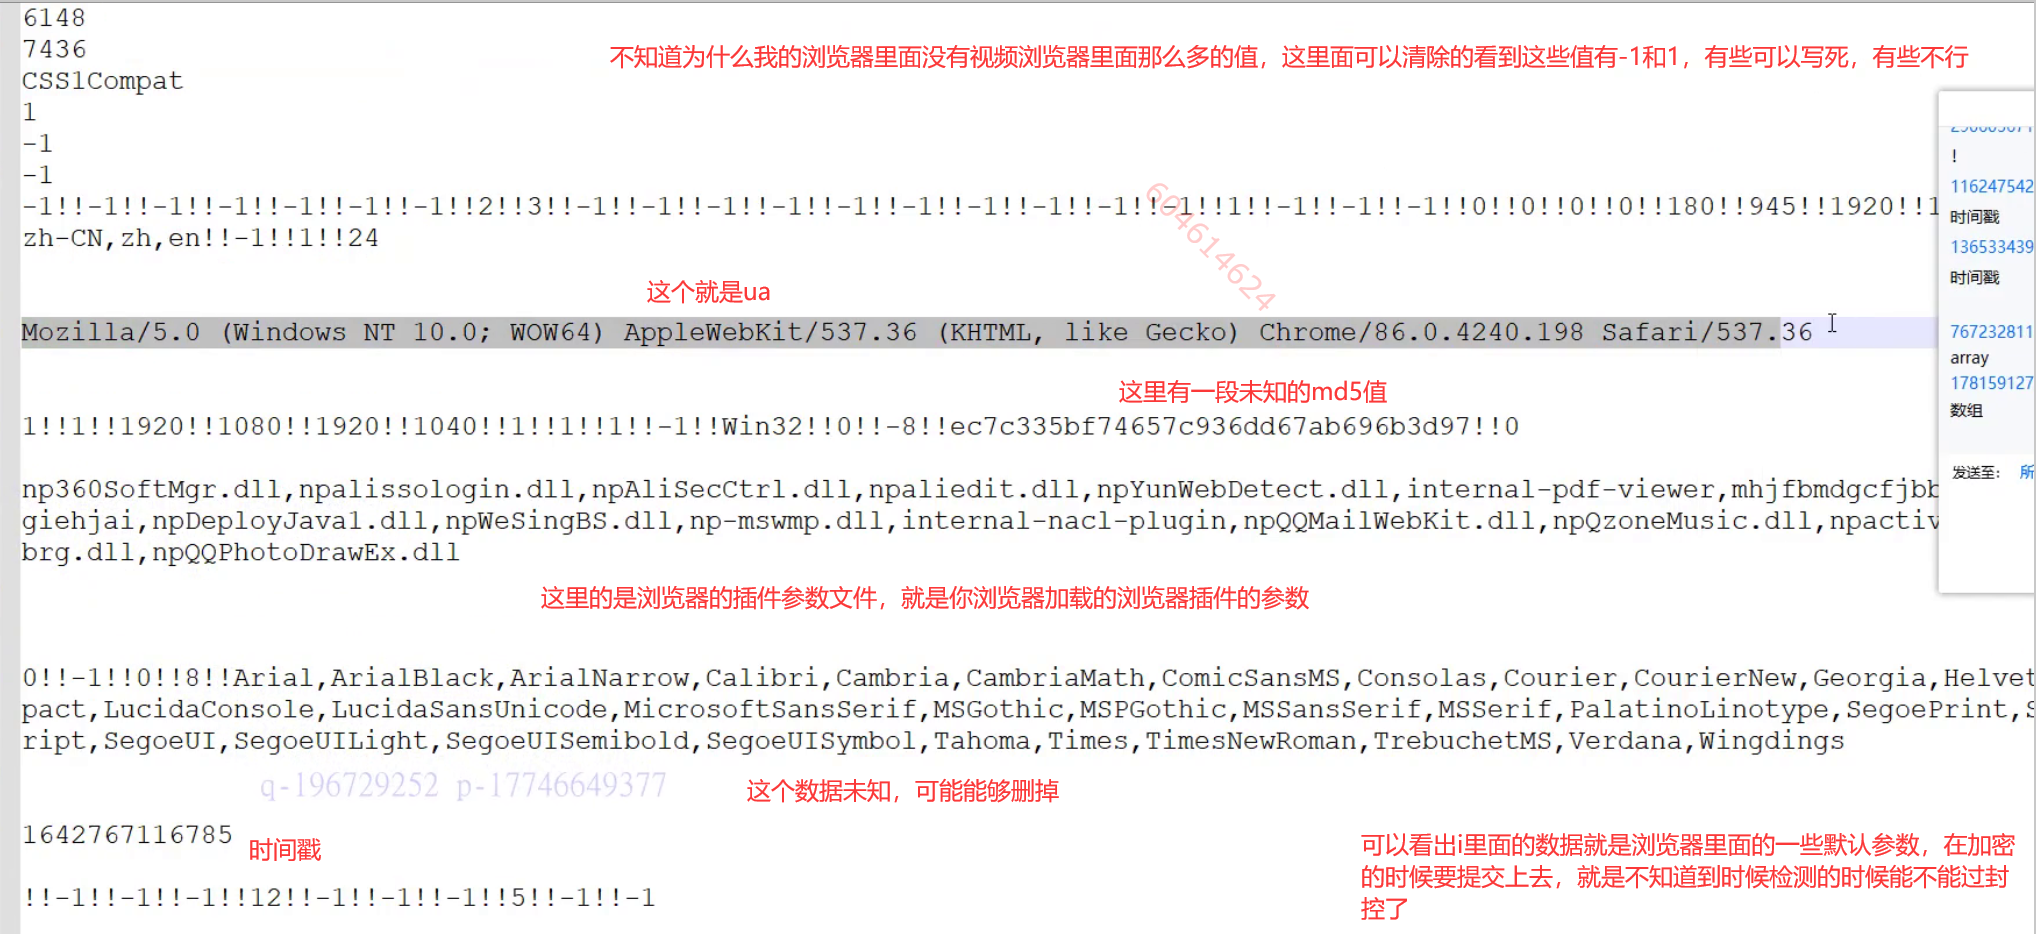 6148
7436
不知道为什么我的浏览器里面没有视频浏览器里面那么多的值，这里面可以清除的看到这些值有-1和1，有些可以写死，有些不行
CSS1Compat
1
-1
-1
-1!!-1!!-1!!-1!!-1!!-1!!-1!!2!!3!!-1!!-1!!-1!!-1!!-1!!-1!!-1!!-1!!-1!!-1!!1!!-1!!-1!!-1!!0!!0!!0!!0!!180!!945!!1920!!1
zh-CN,zh,en!!-1!!1!!24
604614624
这个就是ua
Mozilla/5.0 (Windows NT 10.0; WOW64) AppleWebKit/537.36 (KHTML, like Gecko) Chrome/86.0.4240.198 Safari/537.36
这里有一段未知的md5值
1!!1!!1920!!1080!!1920!!1040!!1!!1!!1!!-1!!Win32!!0!!-8!!ec7c335bf74657c936dd67ab696b3d97!!0
np360SoftMgr.dll,npalissologin.dll,npAliSecCtrl.dll,npaliedit.dll,npYunWebDetect.dll,internal-pdf-viewer,mhjfbmdgcfjbb
giehjai,npDeployJava1.dll,npWeSingBS.dll,np-mswmp.dll,internal-nacl-plugin,npQQMailWebKit.dll,npQzoneMusic.dll,npactiv
brg.dll,npQQPhotoDrawEx.dll
这里的是浏览器的插件参数文件，就是你浏览器加载的浏览器插件的参数
0!!-1!!0!!8!!Arial,ArialBlack,ArialNarrow,Calibri,Cambria,CambriaMath,ComicSansMS,Consolas,Courier,CourierNew,Georgia,Helvet
pact,LucidaConsole,LucidaSansUnicode,MicrosoftSansSerif,MSGothic,MSPGothic,MSSansSerif,MSSerif,PalatinoLinotype,SegoePrint,S
ript,SegoeUI,SegoeUILight,SegoeUISemibold,SegoeUISymbol,Tahoma,Times,TimesNewRoman,TrebuchetMS,Verdana,Wingdings
q-196729252 p-17746649377
这个数据未知，可能能够删掉
1642767116785
时间戳
!!-1!!-1!!-1!!12!!-1!!-1!!-1!!5!!-1!!-1
可以看出i里面的数据就是浏览器里面的一些默认参数，在加密
的时候要提交上去，就是不知道到时候检测的时候能不能过封
控了
!
116247542
时间戳
136533439
时间戳
767232811
array
178159127
数组
发送至： 所